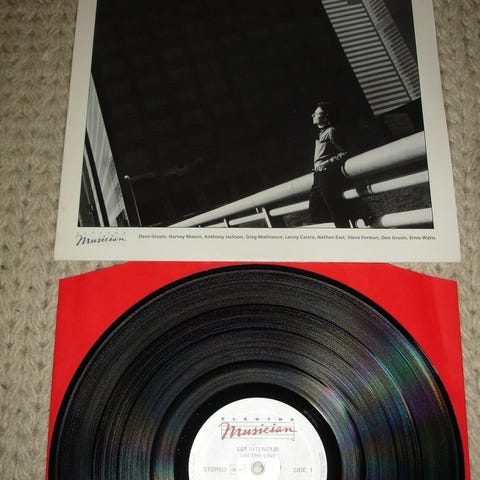 ELEKTRA
Musician
Dave Grusin, Harvey Mason, Anthony Jackson, Greg Mathieson, Lenny Castro, Nathan East, Steve Forman, Don Grusin, Ernie Watts
ELEKTRA
Musician
LEE RITENOUR
ON THE LINE
STEREO
SIDE 1